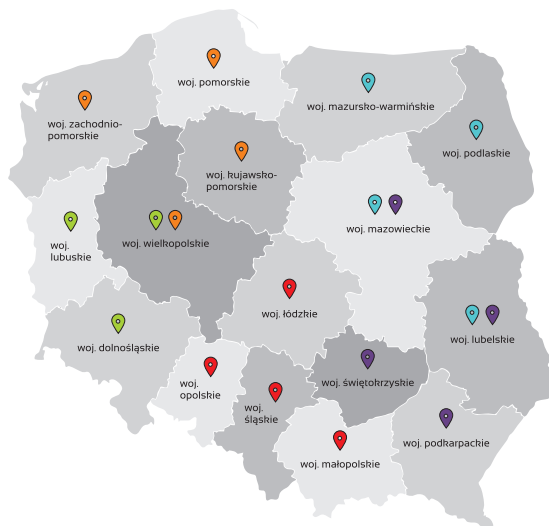 woj. pomorskie
woj. mazursko-warmińskie
woj. zachodnio-
pomorskie
woj. podlaskie
woj. kujawsko-
pomorskie
woj. mazowieckie
woj. wielkopolskie
woj.
lubuskie
woj. łódzkie
woj. lubelskie
woj. dolnośląskie
woj. świętokrzyskie
woj.
opolskie
woj.
śląskie
woj. podkarpackie
woj. małopolskie